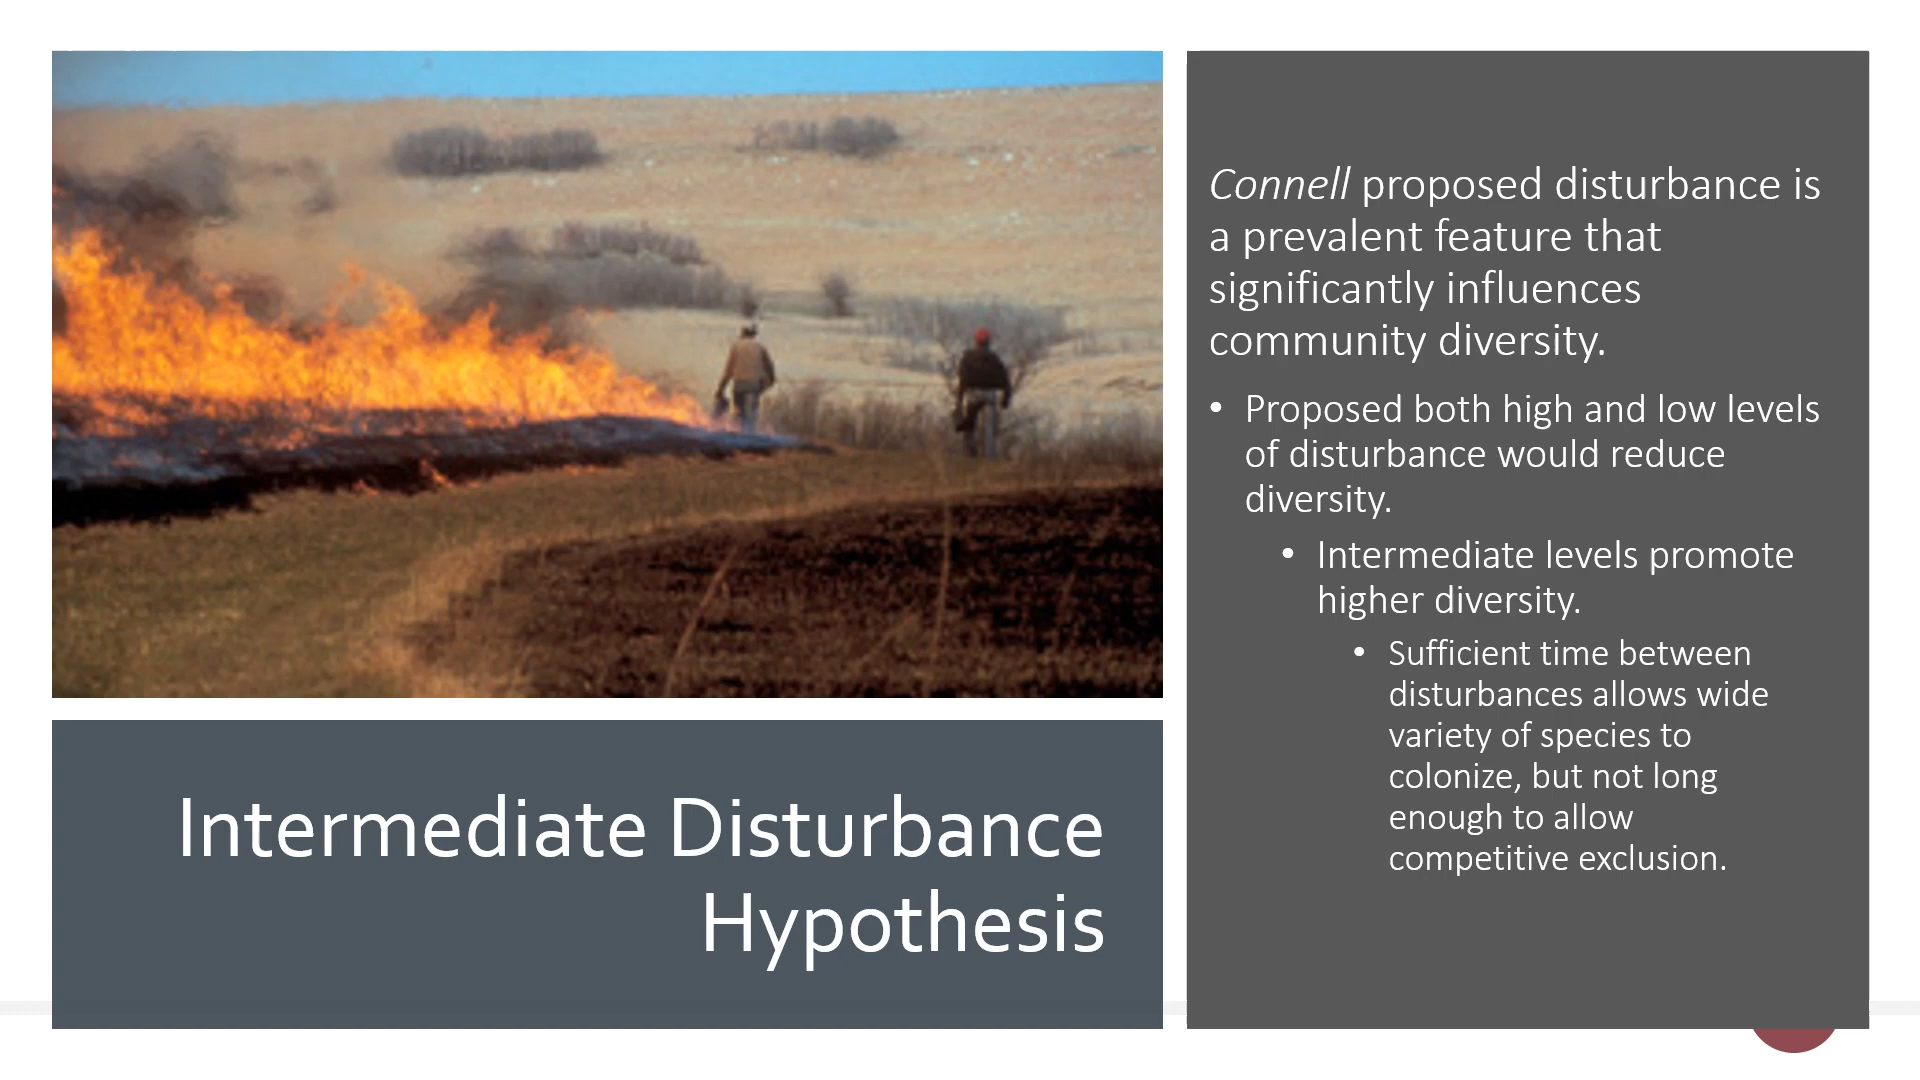 Connell proposed disturbance is
a prevalent feature that
significantly influences
community diversity.
• Proposed both high and low levels
of disturbance would reduce
diversity.
• Intermediate levels promote
higher diversity.
• Sufficient time between
disturbances allows wide
variety of species to
colonize, but not long
enough to allow
competitive exclusion.
Intermediate Disturbance
Hypothesis